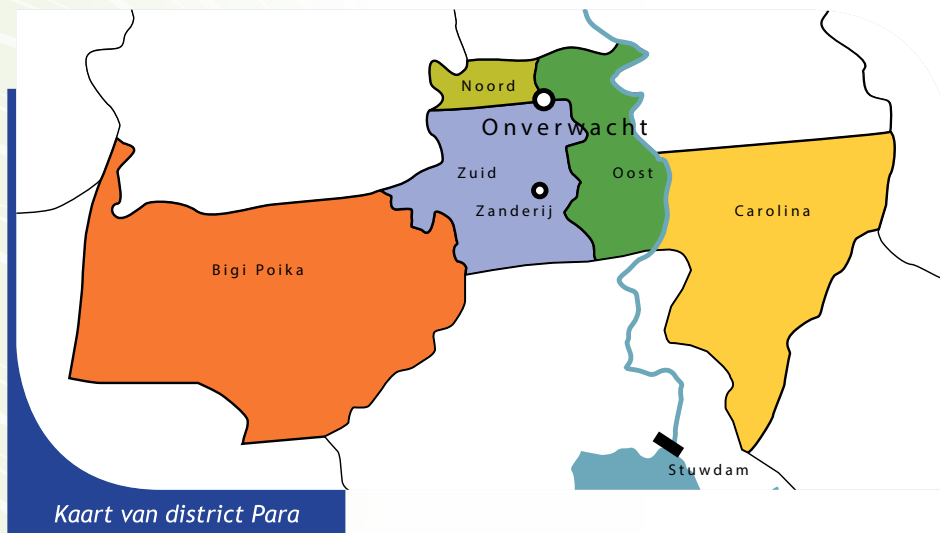 Noord
Onverwacht
Zuid
Oost
Zanderij
Carolina
Bigi Poika
Stuwdam
Kaart van district Para